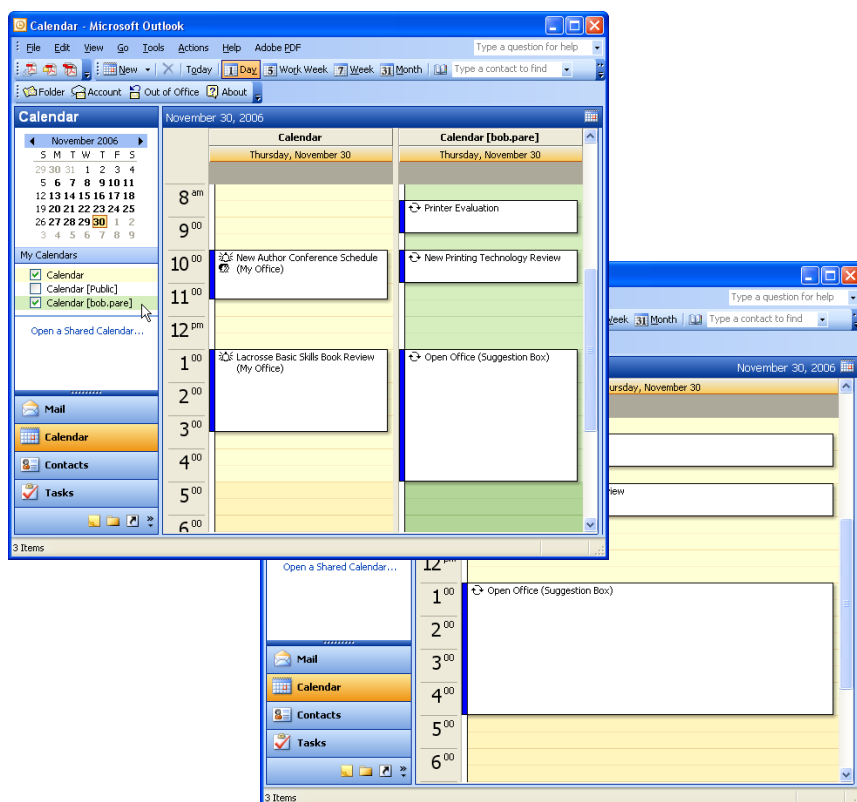 Calendar - Microsoft Outlook
File Edit View Go Tools Actions Help Adobe PDF Type a question for help
New Today 1 Day 5 Work Week 7 Week 31 Month Type a contact to find
Folder Account Out of Office About
Calendar
November 30, 2006
November 2006
S M T W T F S
29 30 31 1 2 3 4
5 6 7 8 9 10 11
12 13 14 15 16 17 18
19 20 21 22 23 24 25
26 27 28 29 30 1 2
3 4 5 6 7 8 9
My Calendars
Calendar
Calendar [Public]
Calendar [bob.pare]
Open a Shared Calendar...
Mail
Calendar
Contacts
Tasks
3 Items
Calendar Calendar [bob.pare]
Thursday, November 30 Thursday, November 30
8 am
Printer Evaluation
9 00
10 00
New Author Conference Schedule
(My Office)
New Printing Technology Review
11 00
12 pm
1 00
Lacrosse Basic Skills Book Review
(My Office)
Open Office (Suggestion Box)
2 00
3 00
4 00
5 00
6 00
Type a question for help
Week 31 Month Type a contact to find
November 30, 2006
ursday, November 30
iew
Open a Shared Calendar...
12 pm
1 00
Open Office (Suggestion Box)
2 00
3 00
4 00
5 00
6 00
Mail
Calendar
Contacts
Tasks
3 Items